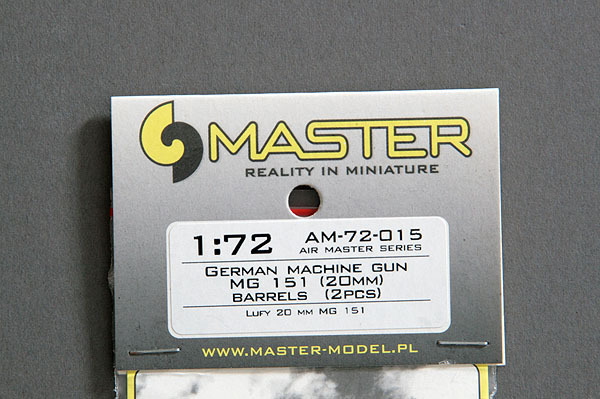 MASTER
REALITY IN MINIATURE
1:72 AM-72-015
AIR MASTER SERIES
GERMAN MACHINE GUN
MG 151 (20MM)
BARRELS (2PCS)
LUFY 20 MM MG 151
WWW.MASTER-MODEL.PL